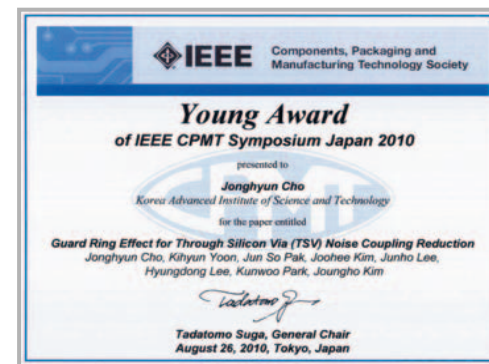 IEEE
Components, Packaging and
Manufacturing Technology Society
Young Award
of IEEE CPMT Symposium Japan 2010
presented to
Jonghyun Cho
Korea Advanced Institute of Science and Technology
for the paper entitled
Guard Ring Effect for Through Silicon Via (TSV) Noise Coupling Reduction
Jonghyun Cho, Kihyun Yoon, Jun So Pak, Joohee Kim, Junho Lee,
Hyungdong Lee, Kunwoo Park, Joungho Kim
Tadatomo Suga, General Chair
August 26, 2010, Tokyo, Japan
CPMT